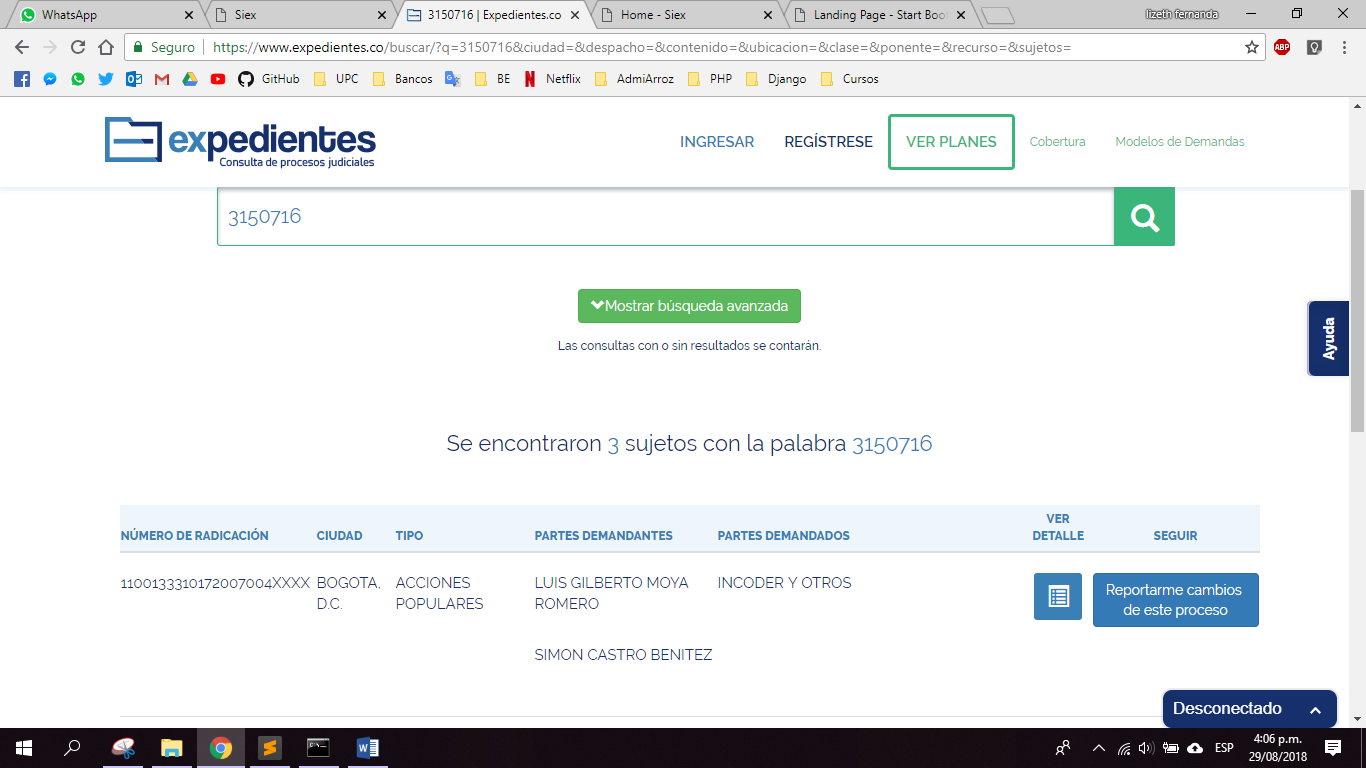 WhatsApp
Siex
3150716 | Expedientes.co
Home - Siex
Landing Page - Start Boo
lizeth fernanda
Seguro
https://www.expedientes.co/buscar/?q=3150716&ciudad=&despacho=&contenido=&ubicacion=&clase=&ponente=&recurso=&sujetos=
ABP
GitHub
UPC
Bancos
BE
Netflix
AdmiArroz
PHP
Django
Cursos
expedientes
Consulta de procesos judiciales
INGRESAR
REGÍSTRESE
VER PLANES
Cobertura
Modelos de Demandas
3150716
Mostrar búsqueda avanzada
Las consultas con o sin resultados se contarán.
Ayuda
Se encontraron 3 sujetos con la palabra 3150716
NÚMERO DE RADICACIÓN
CIUDAD
TIPO
PARTES DEMANDANTES
PARTES DEMANDADOS
VER
DETALLE
SEGUIR
1100133310172007004XXXX
BOGOTA,
D.C.
ACCIONES
POPULARES
LUIS GILBERTO MOYA
ROMERO
SIMON CASTRO BENITEZ
INCODER Y OTROS
Reportarme cambios
de este proceso
Desconectado
ESP
4:06 p.m.
29/08/2018